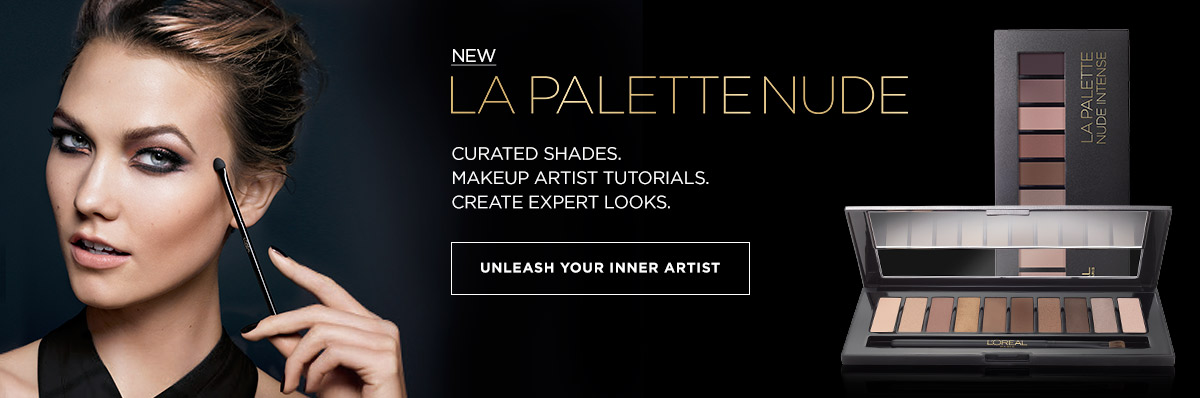 NEW
LA PALETTE NUDE
CURATED SHADES.
MAKEUP ARTIST TUTORIALS.
CREATE EXPERT LOOKS.
UNLEASH YOUR INNER ARTIST
LA PALETTE
NUDE INTENSE
L'OREAL